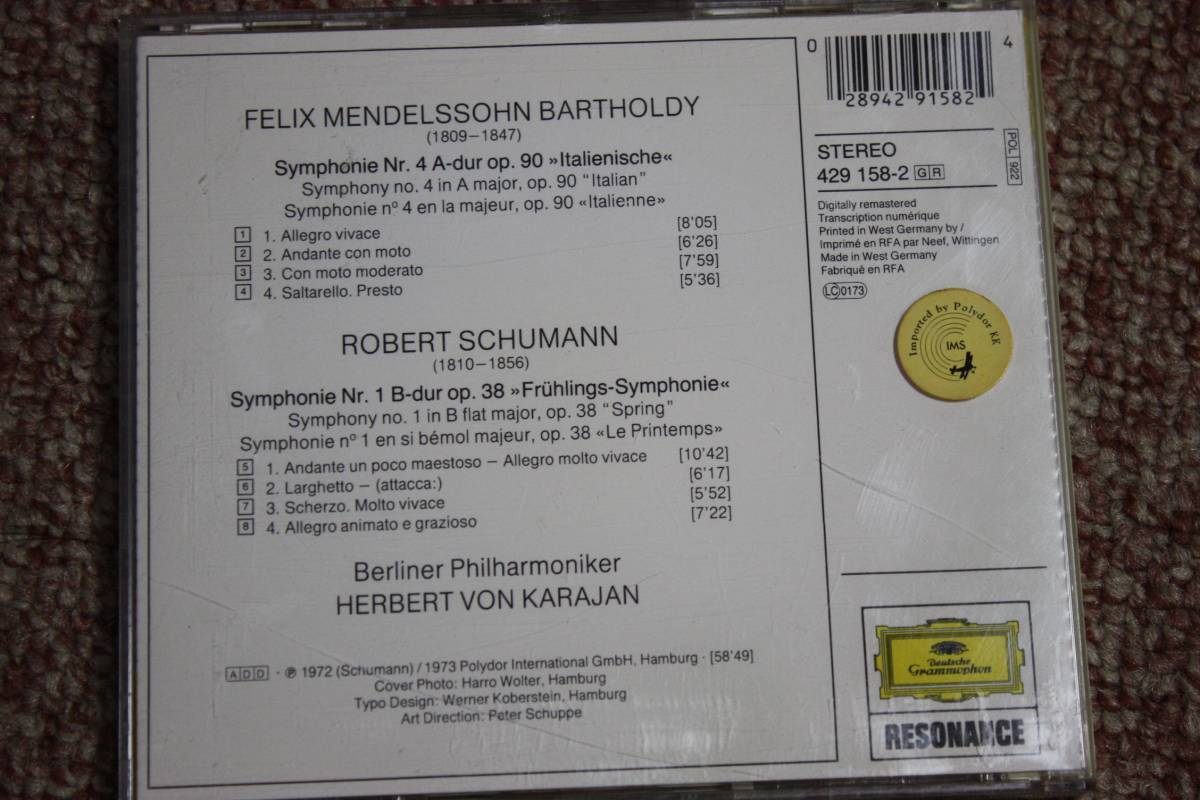 FELIX MENDELSSOHN BARTHOLDY
(1809–1847)
Symphonie Nr. 4 A-dur op. 90 »Italienische«
Symphony no. 4 in A major, op. 90 "Italian"
Symphonie nº 4 en la majeur, op. 90 «Italienne»
1 1. Allegro vivace [8'05]
2 2. Andante con moto [6'26]
3 3. Con moto moderato [7'59]
4 4. Saltarello. Presto [5'36]
ROBERT SCHUMANN
(1810–1856)
Symphonie Nr. 1 B-dur op. 38 »Frühlings-Symphonie«
Symphony no. 1 in B flat major, op. 38 "Spring"
Symphonie nº 1 en si bémol majeur, op. 38 «Le Printemps»
5 1. Andante un poco maestoso – Allegro molto vivace [10'42]
6 2. Larghetto – (attacca:) [6'17]
7 3. Scherzo. Molto vivace [5'52]
8 4. Allegro animato e grazioso [7'22]
Berliner Philharmoniker
HERBERT VON KARAJAN
ADD · ℗ 1972 (Schumann) / 1973 Polydor International GmbH, Hamburg · [58'49]
Cover Photo: Harro Wolter, Hamburg
Typo Design: Werner Koberstein, Hamburg
Art Direction: Peter Schuppe
0 28942 91582 4
STEREO
429 158-2 GR
POL 922
Digitally remastered
Transcription numérique
Printed in West Germany by /
Imprimé en RFA par Neef, Wittingen
Made in West Germany
Fabriqué en RFA
LC 0173
Imported by Polydor KK
IMS
Deutsche
Grammophon
RESONANCE